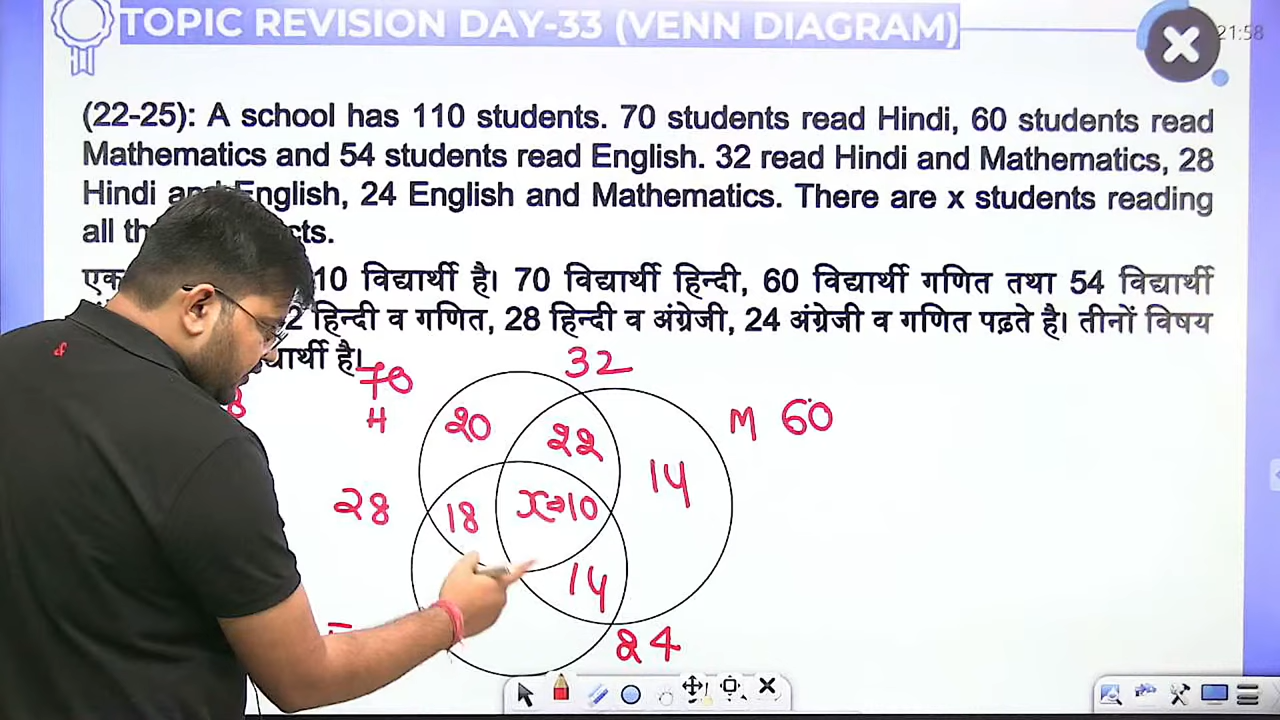 TOPIC REVISION DAY-33 (VENN DIAGRAM)
21:58
(22-25): A school has 110 students. 70 students read Hindi, 60 students read
Mathematics and 54 students read English. 32 read Hindi and Mathematics, 28
Hindi and English, 24 English and Mathematics. There are x students reading
all
एक 10 विद्यार्थी है। 70 विद्यार्थी हिन्दी, 60 विद्यार्थी गणित तथा 54 विद्यार्थी
2 हिन्दी व गणित, 28 हिन्दी व अंग्रेजी, 24 अंग्रेजी व गणित पढ़ते है। तीनों विषय
है।
32
70
H
20
22
M 60
14
28
18
x=10
14
24